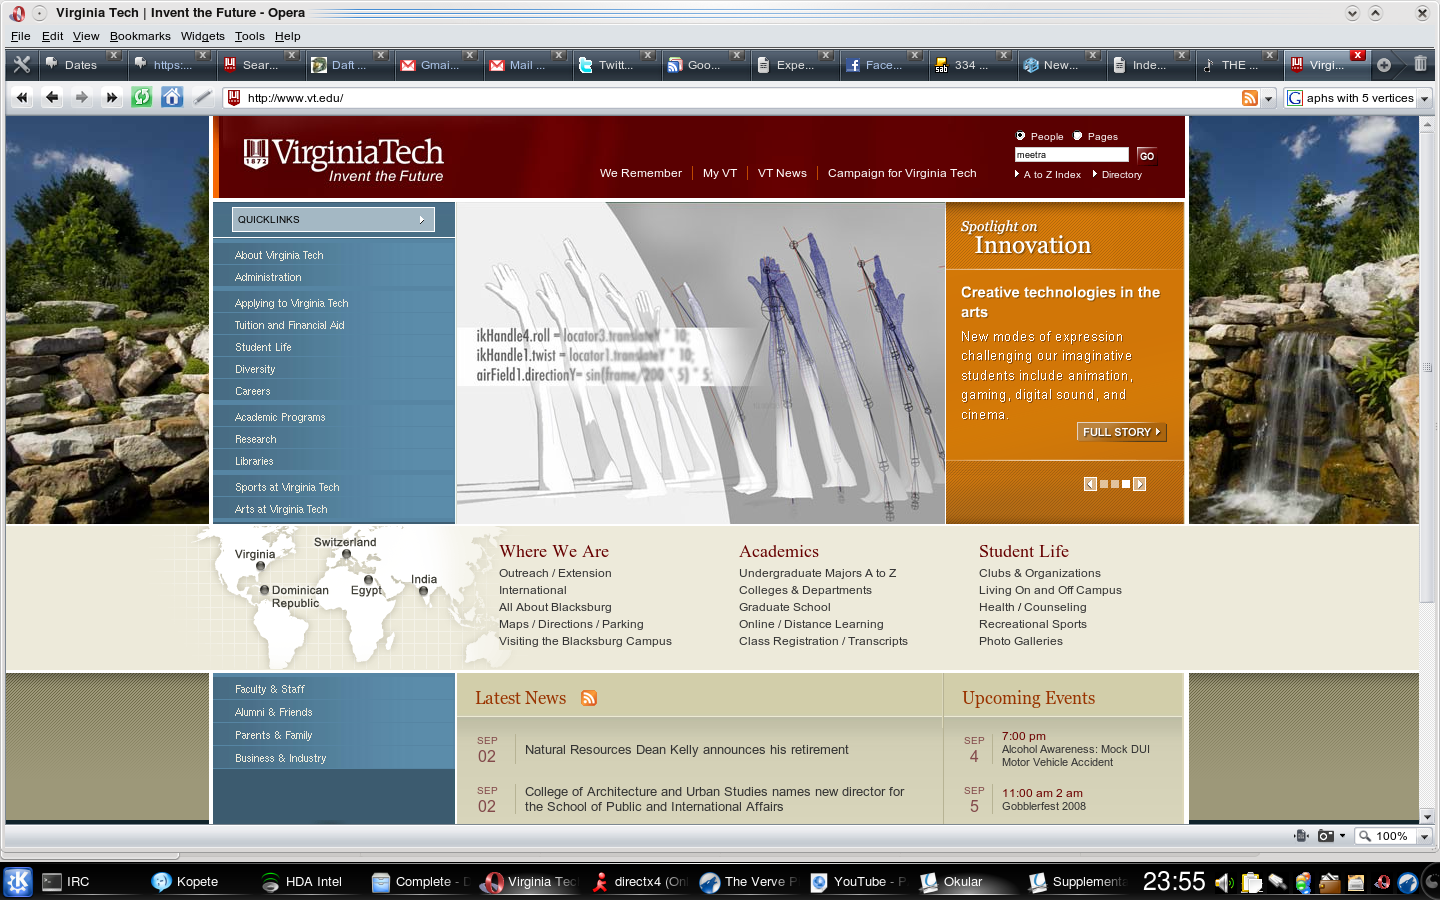 Virginia Tech | Invent the Future - Opera
File Edit View Bookmarks Widgets Tools Help
Dates https:... Sear... Daft ... Gmai... Mail ... Twitt... Goo... Expe... Face... 334 ... New... Inde... THE ... Virgi...
http://www.vt.edu/ aphs with 5 vertices
VirginiaTech
1872
Invent the Future
People Pages
meetra GO
A to Z Index Directory
We Remember My VT VT News Campaign for Virginia Tech
QUICKLINKS
About Virginia Tech
Administration
Applying to Virginia Tech
Tuition and Financial Aid
Student Life
Diversity
Careers
Academic Programs
Research
Libraries
Sports at Virginia Tech
Arts at Virginia Tech
ikHandle4.roll = locator3.translateY * 10;
ikHandle1.twist = locator1.translateY * 10;
airField1.directionY= sin(frame/200 * 5) * 5;
Spotlight on
Innovation
Creative technologies in the
arts
New modes of expression
challenging our imaginative
students include animation,
gaming, digital sound, and
cinema.
FULL STORY
Switzerland
Virginia
India
Dominican
Republic
Egypt
Where We Are
Outreach / Extension
International
All About Blacksburg
Maps / Directions / Parking
Visiting the Blacksburg Campus
Academics
Undergraduate Majors A to Z
Colleges & Departments
Graduate School
Online / Distance Learning
Class Registration / Transcripts
Student Life
Clubs & Organizations
Living On and Off Campus
Health / Counseling
Recreational Sports
Photo Galleries
Faculty & Staff
Alumni & Friends
Parents & Family
Business & Industry
Latest News
SEP
02
Natural Resources Dean Kelly announces his retirement
SEP
02
College of Architecture and Urban Studies names new director for
the School of Public and International Affairs
Upcoming Events
SEP
4
7:00 pm
Alcohol Awareness: Mock DUI
Motor Vehicle Accident
SEP
5
11:00 am 2 am
Gobblerfest 2008
100%
IRC Kopete HDA Intel Complete - D Virginia Tec directx4 (Onl The Verve P YouTube - P Okular Supplementa 23:55